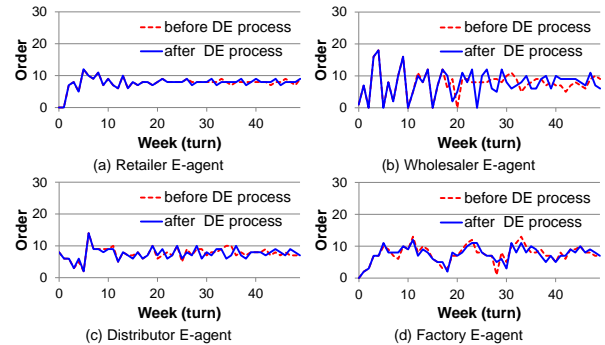 30
20
10
0
Order
before DE process
after DE process
0 10 20 30 40
Week (turn)
(a) Retailer E-agent
30
20
10
0
Order
before DE process
after DE process
0 10 20 30 40
Week (turn)
(b) Wholesaler E-agent
30
20
10
0
Order
before DE process
after DE process
0 10 20 30 40
Week (turn)
(c) Distributor E-agent
30
20
10
0
Order
before DE process
after DE process
0 10 20 30 40
Week (turn)
(d) Factory E-agent